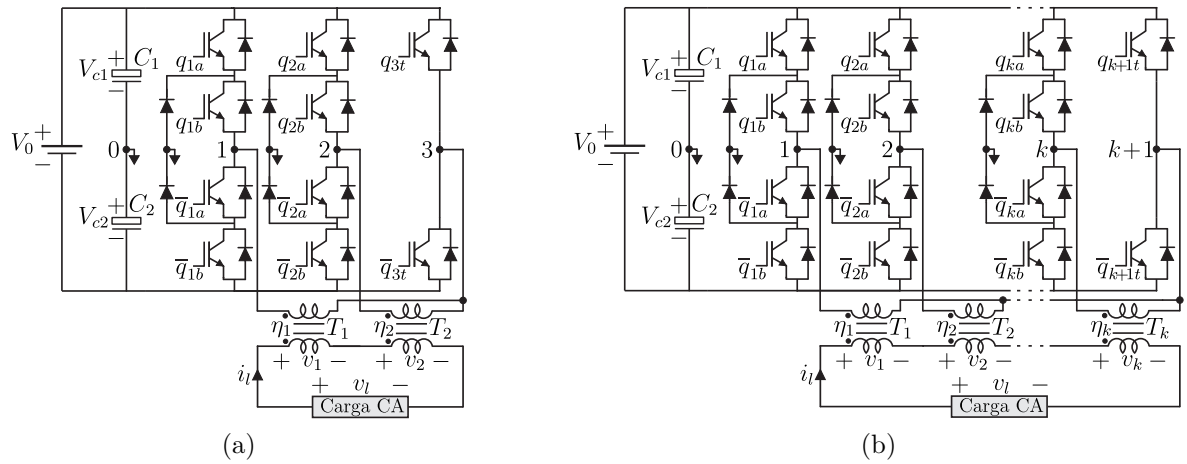 V_{c1} + − C_1 q_{1a} q_{2a} q_{3t}
q_{1b} q_{2b}
V_0 + − 0 1 2 3
V_{c2} + − C_2 \overline{q}_{1a} \overline{q}_{2a}
\overline{q}_{1b} \overline{q}_{2b} \overline{q}_{3t}
η_1 T_1 η_2 T_2
+ v_1 − + v_2 −
i_l + v_l −
Carga CA
(a)
V_{c1} + − C_1 q_{1a} q_{2a} q_{ka} q_{k+1t}
q_{1b} q_{2b} q_{kb}
V_0 + − 0 1 2 k k+1
V_{c2} + − C_2 \overline{q}_{1a} \overline{q}_{2a} \overline{q}_{ka}
\overline{q}_{1b} \overline{q}_{2b} \overline{q}_{kb} \overline{q}_{k+1t}
η_1 T_1 η_2 T_2 η_k T_k
+ v_1 − + v_2 − + v_k −
i_l + v_l −
Carga CA
(b)